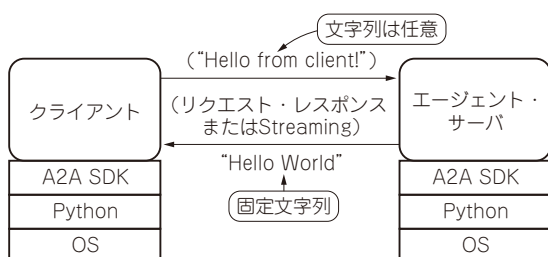 文字列は任意
(“Hello from client!”)
クライアント
(リクエスト・レスポンス
またはStreaming)
エージェント・
サーバ
“Hello World”
固定文字列
A2A SDK
Python
OS
A2A SDK
Python
OS